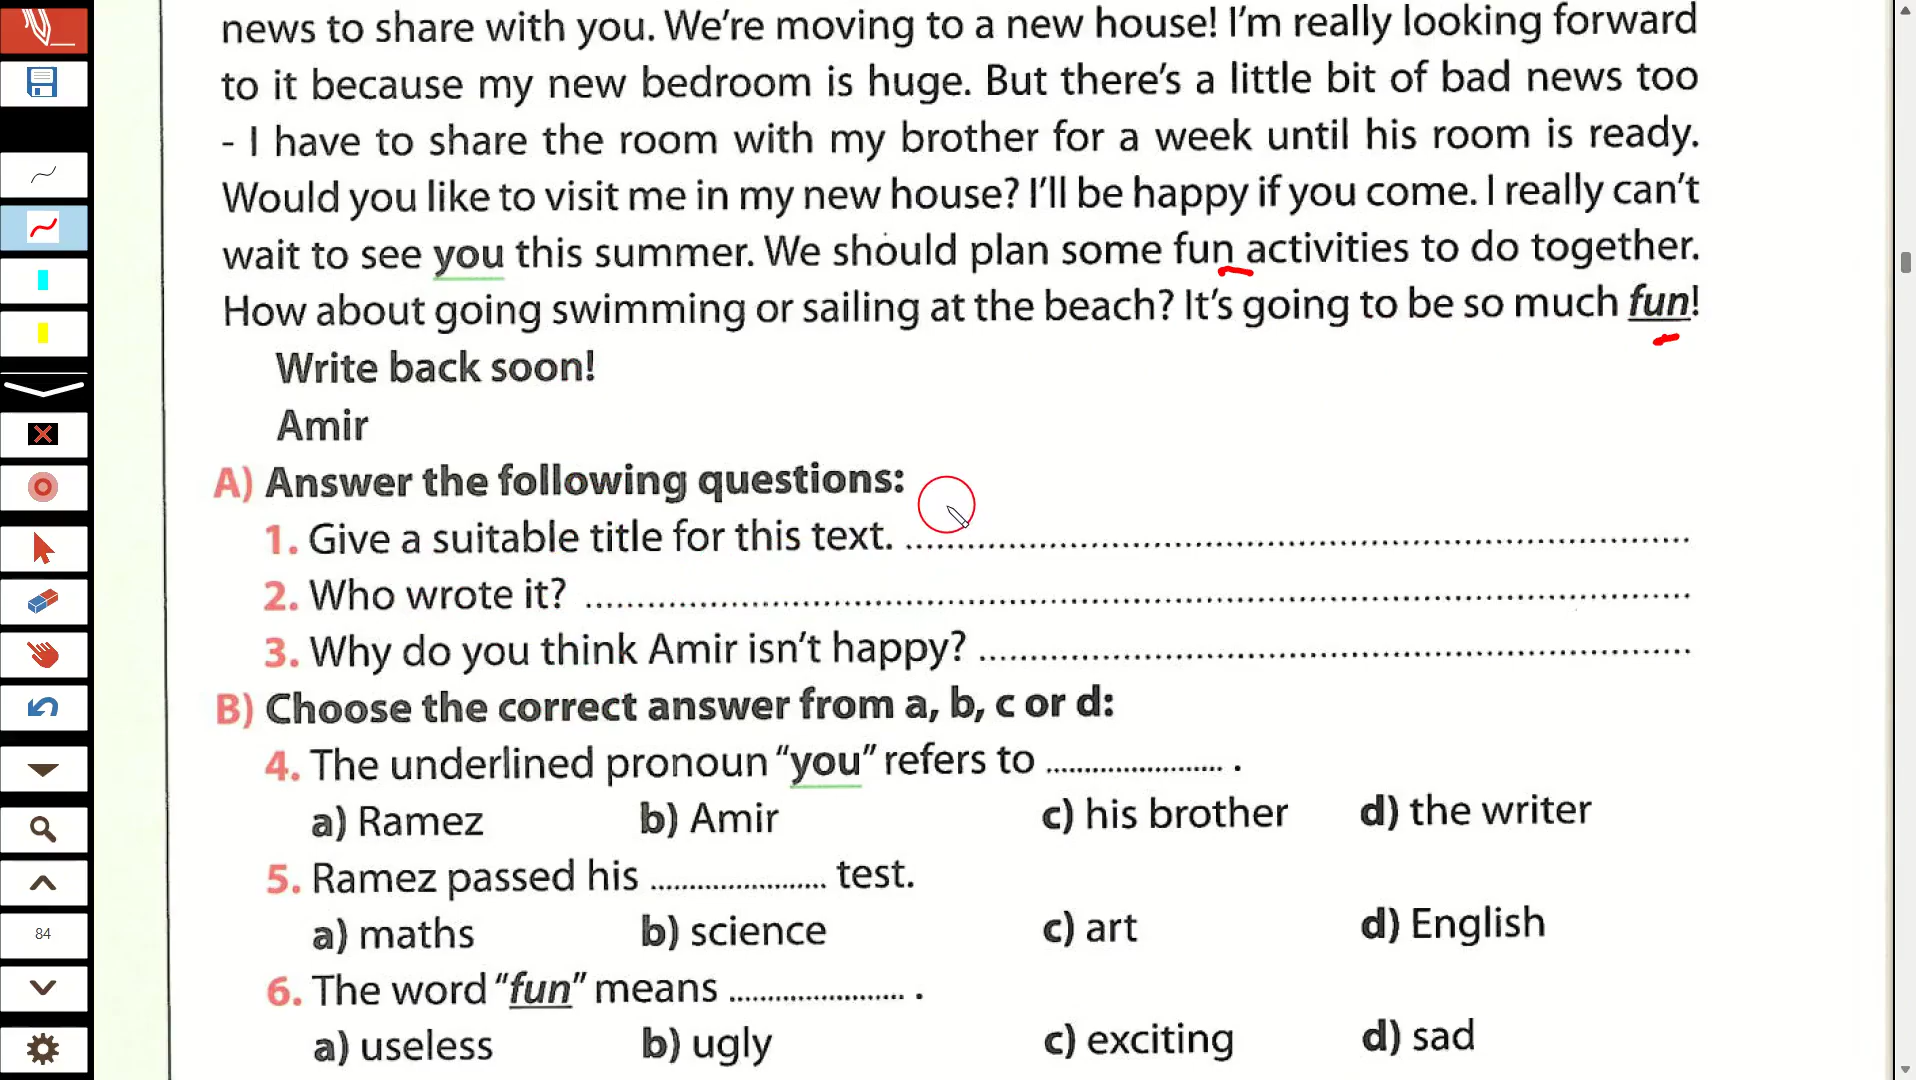 news to share with you. We're moving to a new house! I'm really looking forward
to it because my new bedroom is huge. But there's a little bit of bad news too
- I have to share the room with my brother for a week until his room is ready.
Would you like to visit me in my new house? I'll be happy if you come. I really can't
wait to see you this summer. We should plan some fun activities to do together.
How about going swimming or sailing at the beach? It's going to be so much fun!
Write back soon!
Amir
A) Answer the following questions:
1. Give a suitable title for this text. ................................................................
2. Who wrote it? ................................................................
3. Why do you think Amir isn't happy? ................................................................
B) Choose the correct answer from a, b, c or d:
4. The underlined pronoun "you" refers to ....................... .
a) Ramez b) Amir c) his brother d) the writer
5. Ramez passed his ....................... test.
a) maths b) science c) art d) English
6. The word "fun" means ....................... .
a) useless b) ugly c) exciting d) sad
84